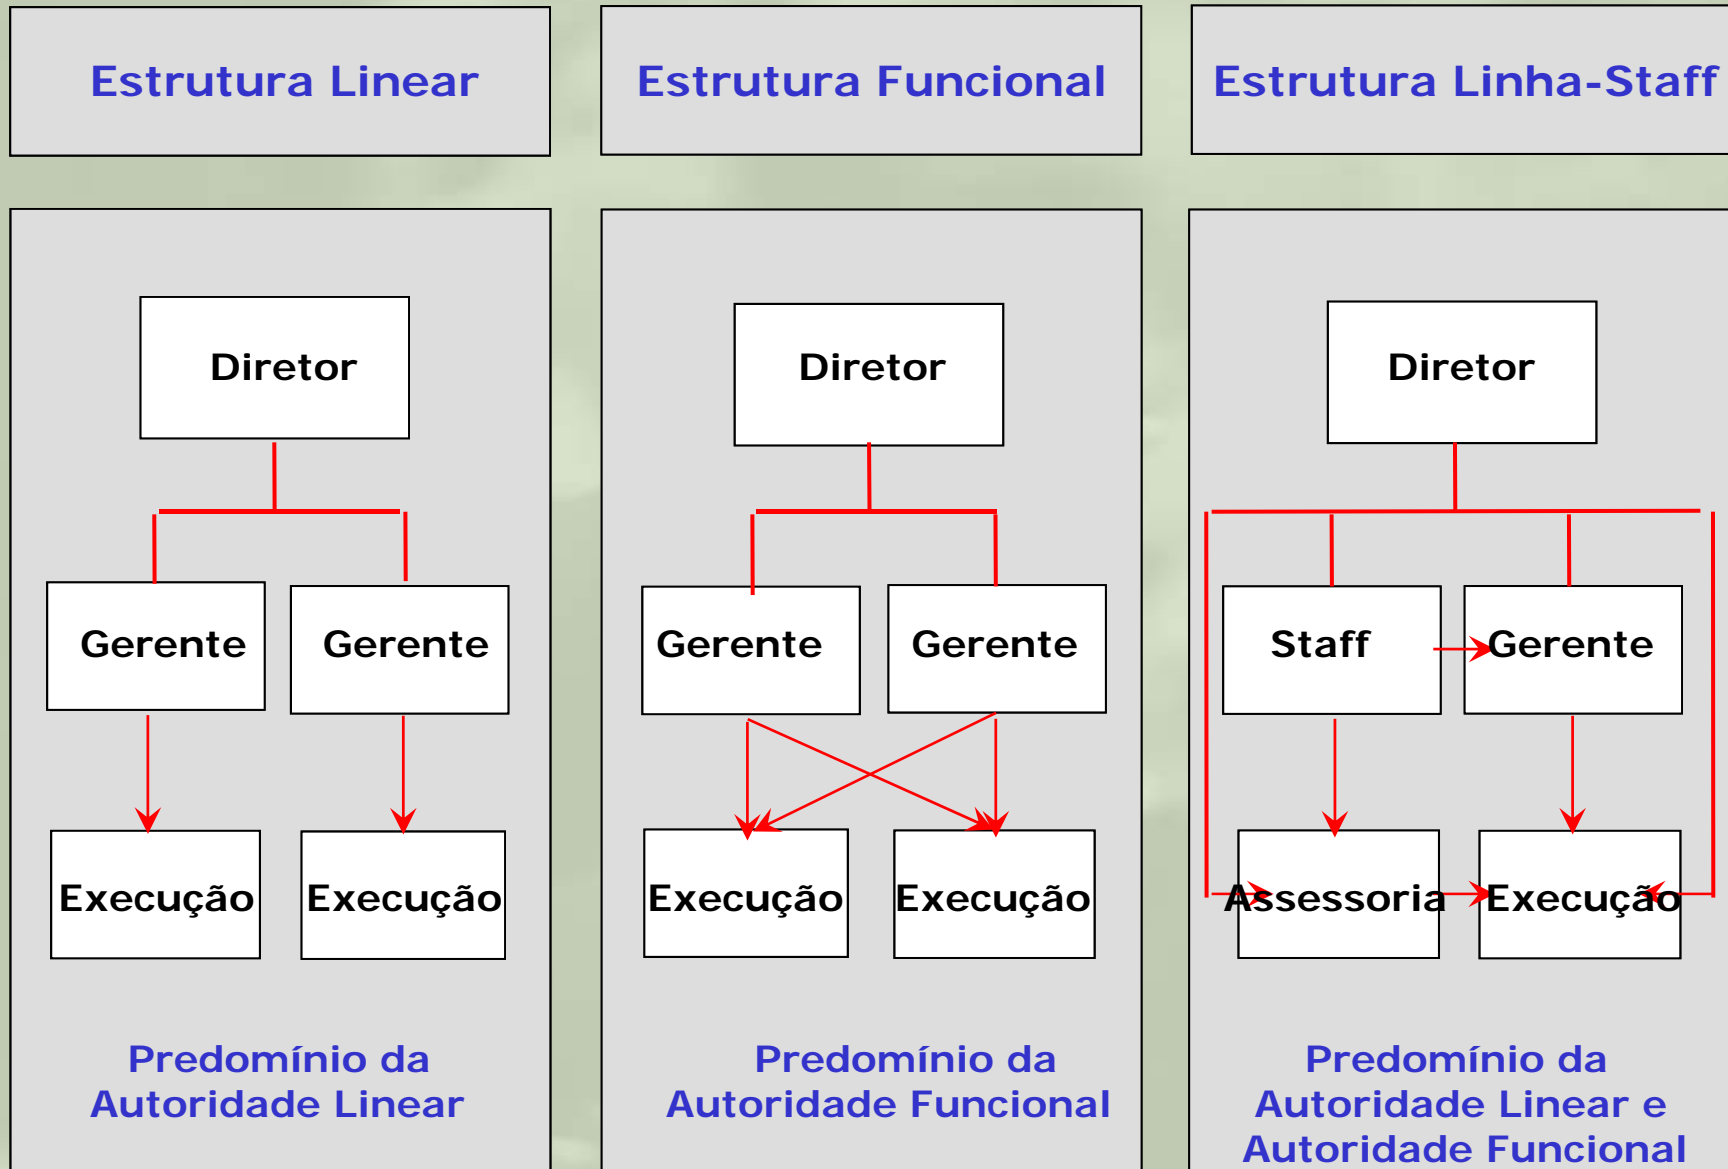 Estrutura Linear
Estrutura Funcional
Estrutura Linha-Staff
Diretor
Gerente
Gerente
Execução
Execução
Predomínio da
Autoridade Linear
Diretor
Gerente
Gerente
Execução
Execução
Predomínio da
Autoridade Funcional
Diretor
Staff
Gerente
Assessoria
Execução
Predomínio da
Autoridade Linear e
Autoridade Funcional